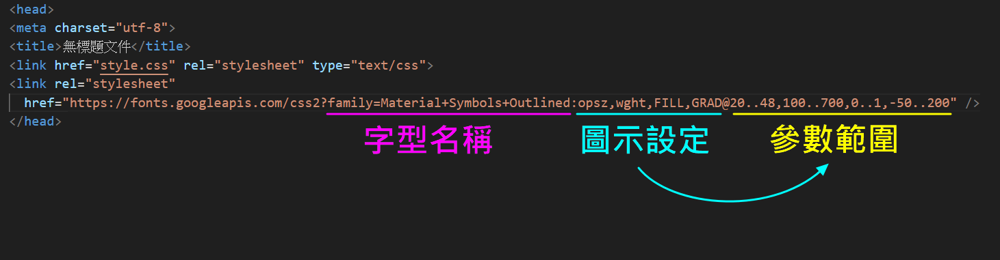 <head>
<meta charset="utf-8">
<title>無標題文件</title>
<link href="style.css" rel="stylesheet" type="text/css">
<link rel="stylesheet"
href="https://fonts.googleapis.com/css2?family=Material+Symbols+Outlined:opsz,wght,FILL,GRAD@20..48,100..700,0..1,-50..200" />
</head>
字型名稱 圖示設定 參數範圍